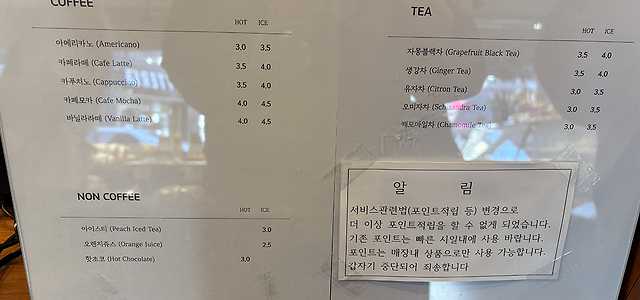 COFFEE
HOT ICE
아메리카노 (Americano) 3.0 3.5
카페라떼 (Cafe Latte) 3.5 4.0
카푸치노 (Cappuccino) 3.5 4.0
카페모카 (Cafe Mocha) 4.0 4.5
바닐라라떼 (Vanilla Latte) 4.0 4.5
NON COFFEE
HOT ICE
아이스티 (Peach Iced Tea) 3.0
오렌지쥬스 (Orange Juice) 2.5
핫초코 (Hot Chocolate) 3.0
TEA
HOT ICE
자몽블랙차 (Grapefruit Black Tea) 3.5 4.0
생강차 (Ginger Tea) 3.5 4.0
유자차 (Citron Tea) 3.0 3.5
오미자차 (Schisandra Tea) 3.0 3.5
캐모마일차 (Chamomile Tea) 3.0 3.5
알 림
서비스관련법(포인트적립 등) 변경으로
더 이상 포인트적립을 할 수 없게 되었습니다.
기존 포인트는 빠른 시일내에 사용 바랍니다.
포인트는 매장내 상품으로만 사용 가능합니다.
갑자기 중단되어 죄송합니다